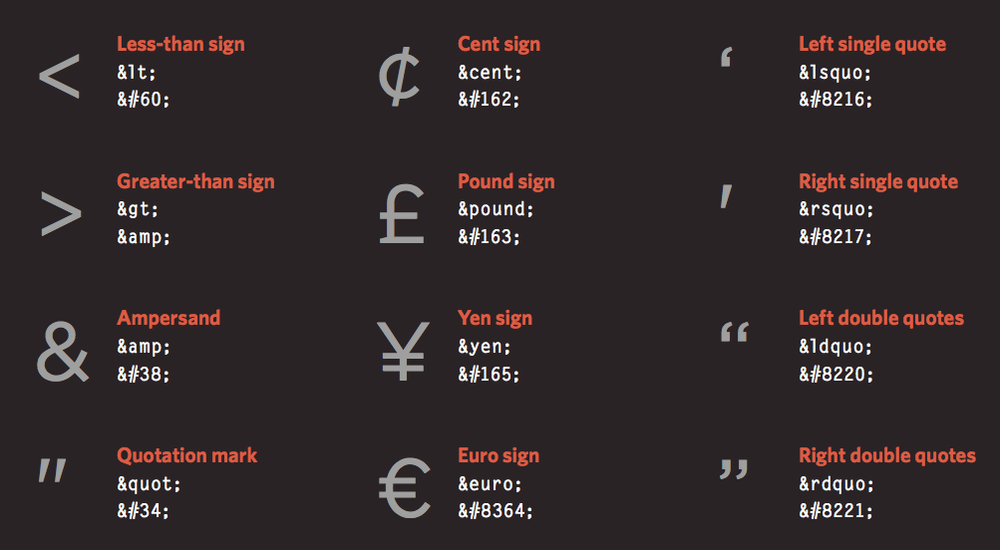 <
Less-than sign
&lt;
&#60;
¢
Cent sign
&cent;
&#162;
‘
Left single quote
&lsquo;
&#8216;
>
Greater-than sign
&gt;
&amp;
£
Pound sign
&pound;
&#163;
′
Right single quote
&rsquo;
&#8217;
&
Ampersand
&amp;
&#38;
¥
Yen sign
&yen;
&#165;
“
Left double quotes
&ldquo;
&#8220;
"
Quotation mark
&quot;
&#34;
€
Euro sign
&euro;
&#8364;
”
Right double quotes
&rdquo;
&#8221;